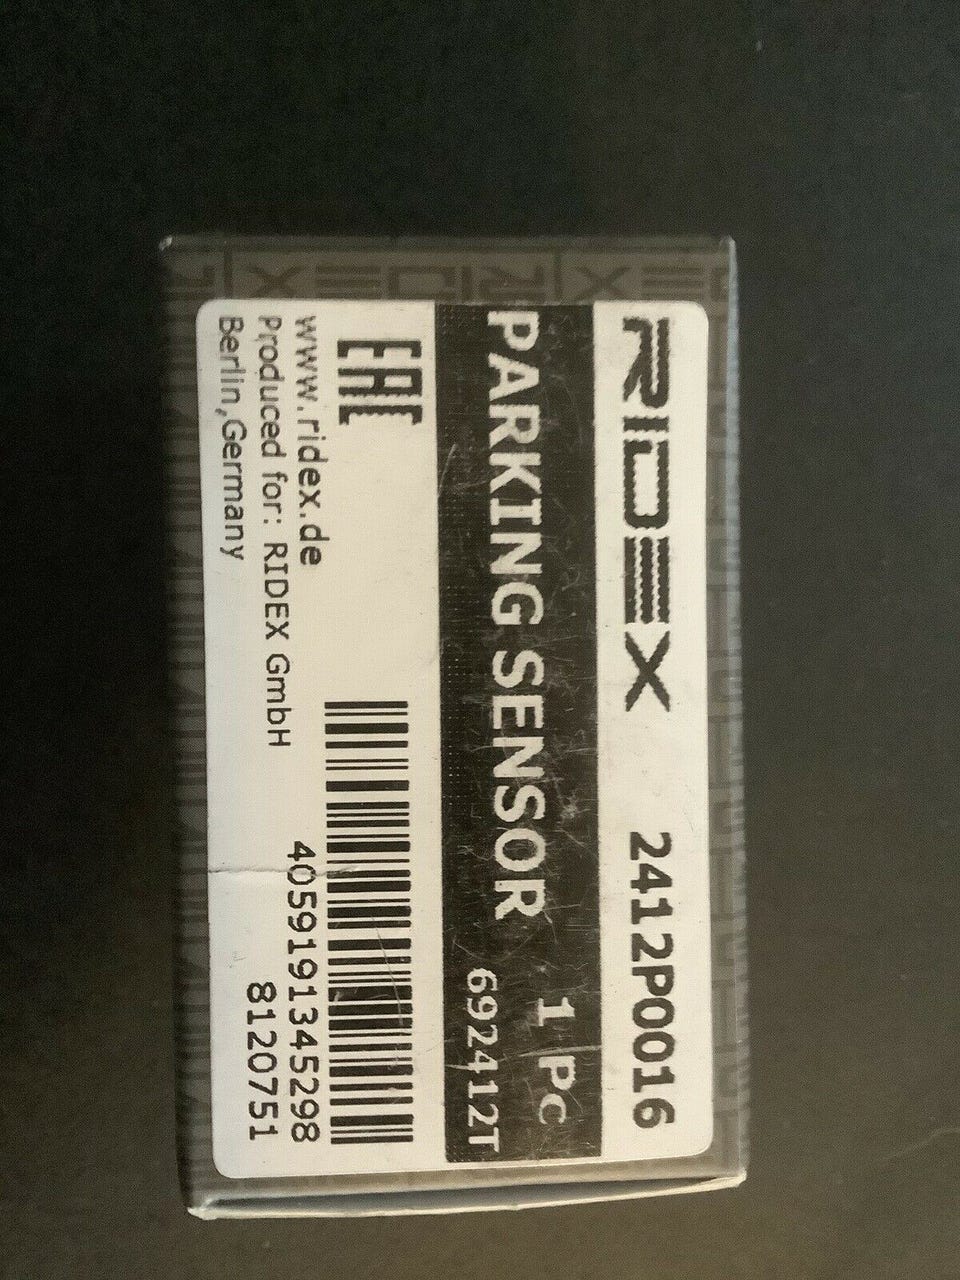 RIDEX 2412P0016
PARKING SENSOR 1 PC
692412T
EAC
www.ridex.de
Produced for: RIDEX GmbH
Berlin,Germany
4059191345298
8120751